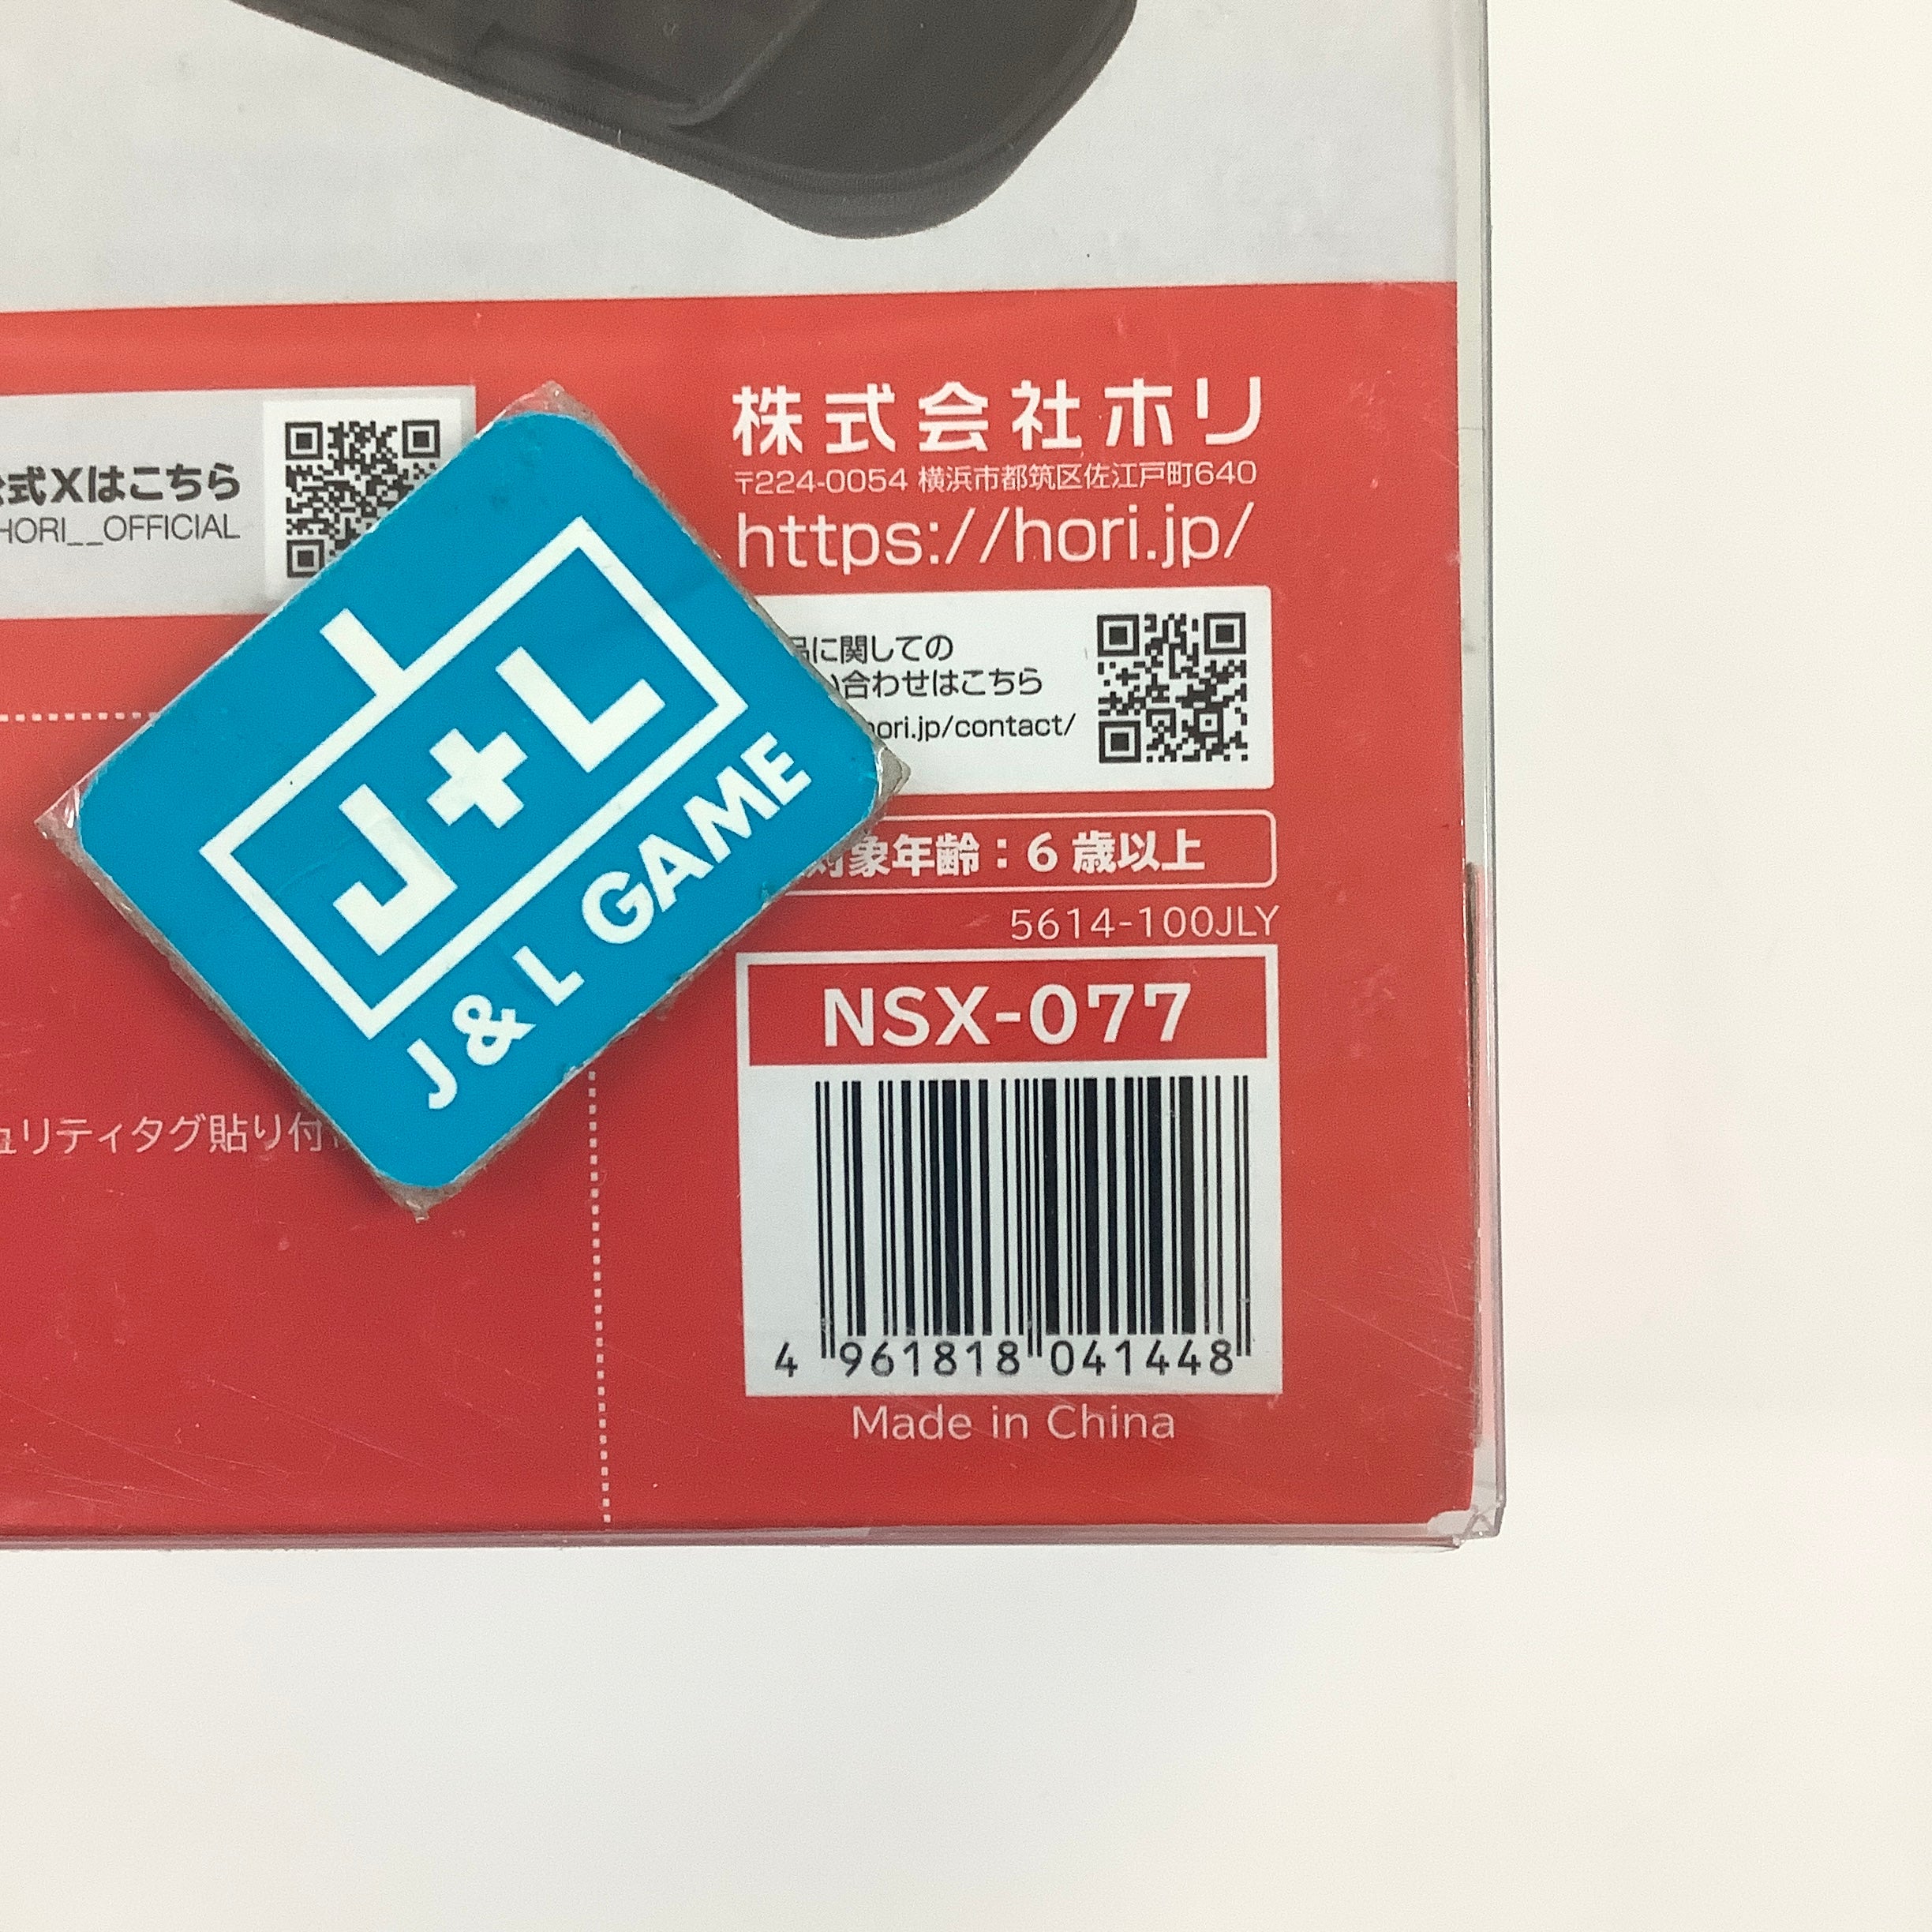 式Xはこちら
HORI__OFFICIAL
J+L
J & L GAME
ュリティタグ貼り付
株式会社ホリ
〒224-0054 横浜市都筑区佐江戸町640
https://hori.jp/
に関しての
合わせはこちら
hori.jp/contact/
対象年齢：6 歳以上
5614-100JLY
NSX-077
4 961818 041448
Made in China